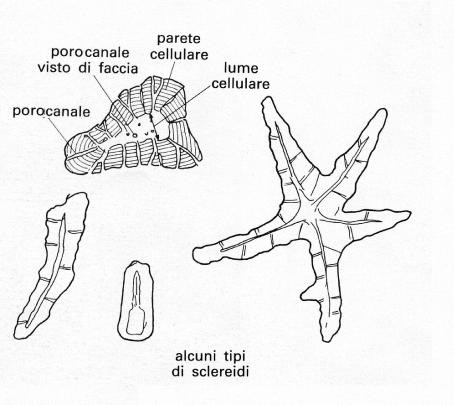 parete
cellulare
porocanale
visto di faccia
lume
cellulare
porocanale
alcuni tipi
di sclereidi